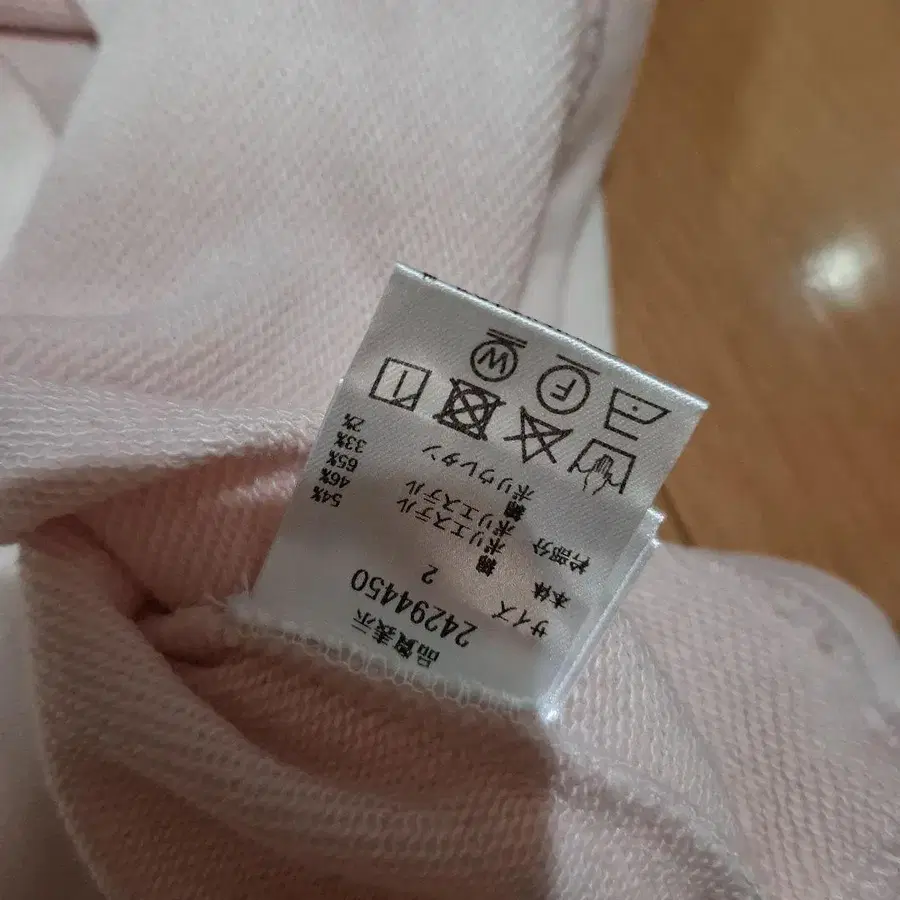 品質表示
24294450
サイズ 2
本体 綿 54%
ポリエステル 46%
衿部分 ポリエステル 65%
綿 33%
ポリウレタン 2%
F
W